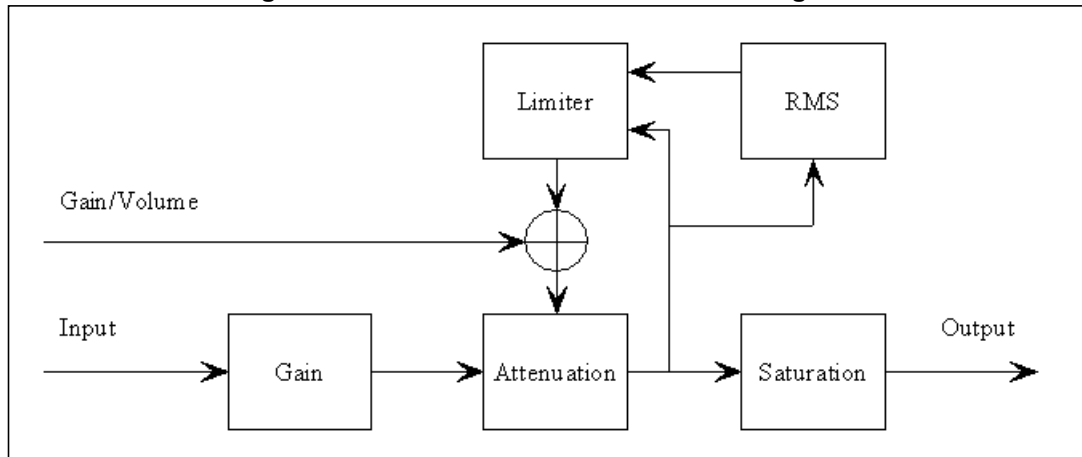 Limiter
RMS
Gain/Volume
Input
Output
Gain
Attenuation
Saturation